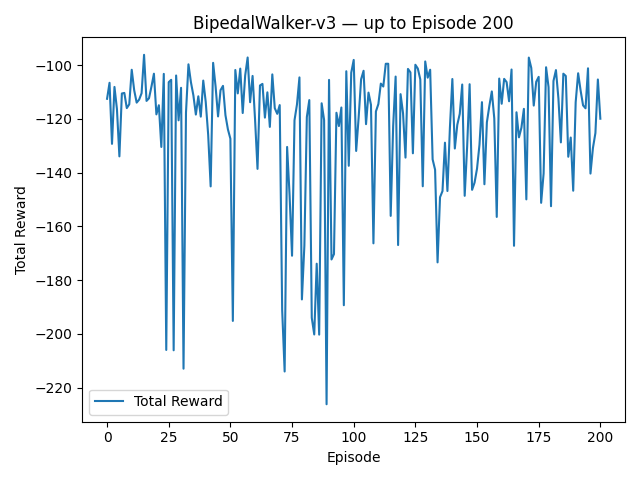 BipedalWalker-v3 — up to Episode 200
Total Reward
−100
−120
−140
−160
−180
−200
−220
Total Reward
0 25 50 75 100 125 150 175 200
Episode